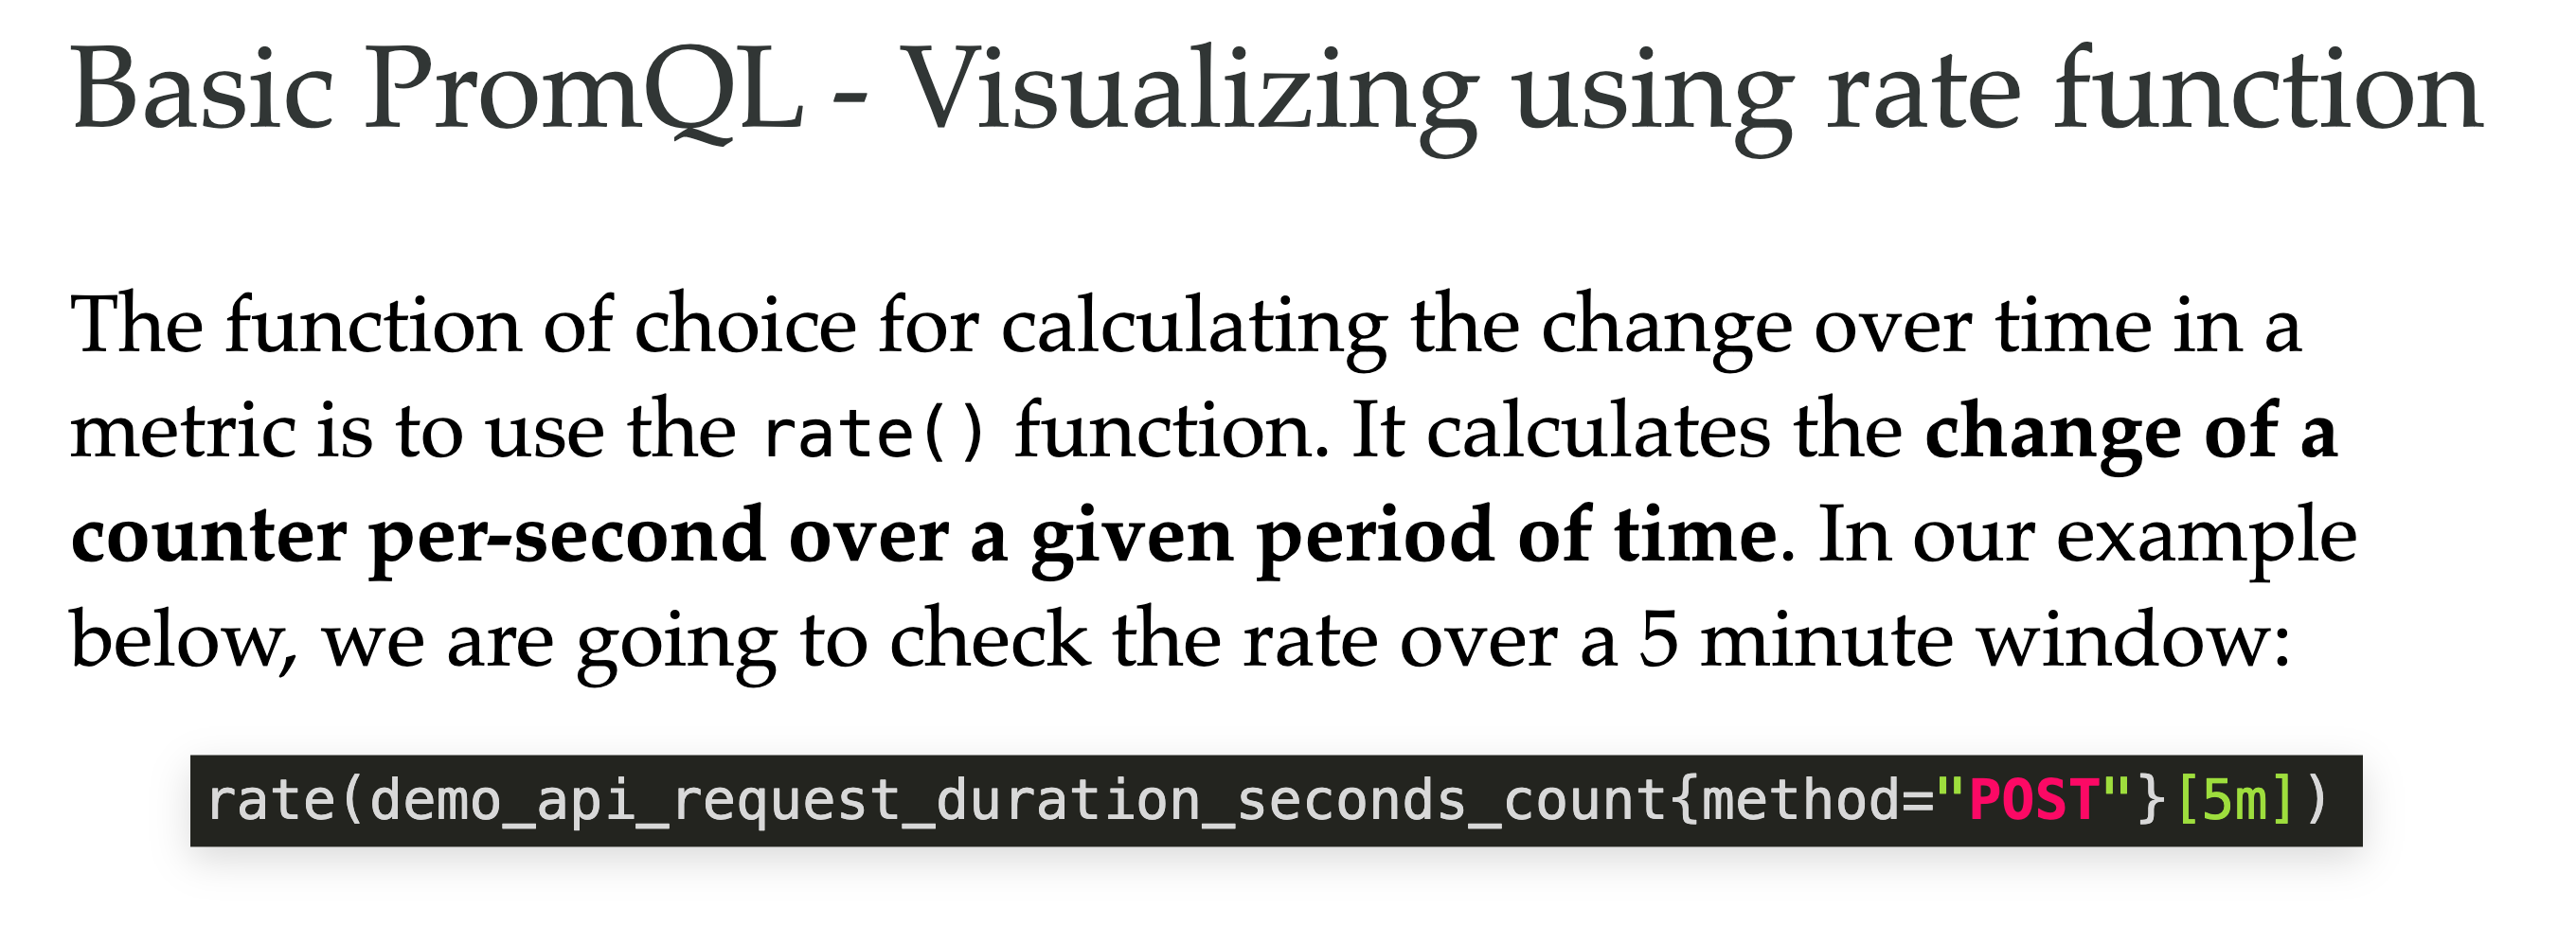 Basic PromQL - Visualizing using rate function
The function of choice for calculating the change over time in a
metric is to use the rate() function. It calculates the change of a
counter per-second over a given period of time. In our example
below, we are going to check the rate over a 5 minute window:
rate(demo_api_request_duration_seconds_count{method="POST"}[5m])